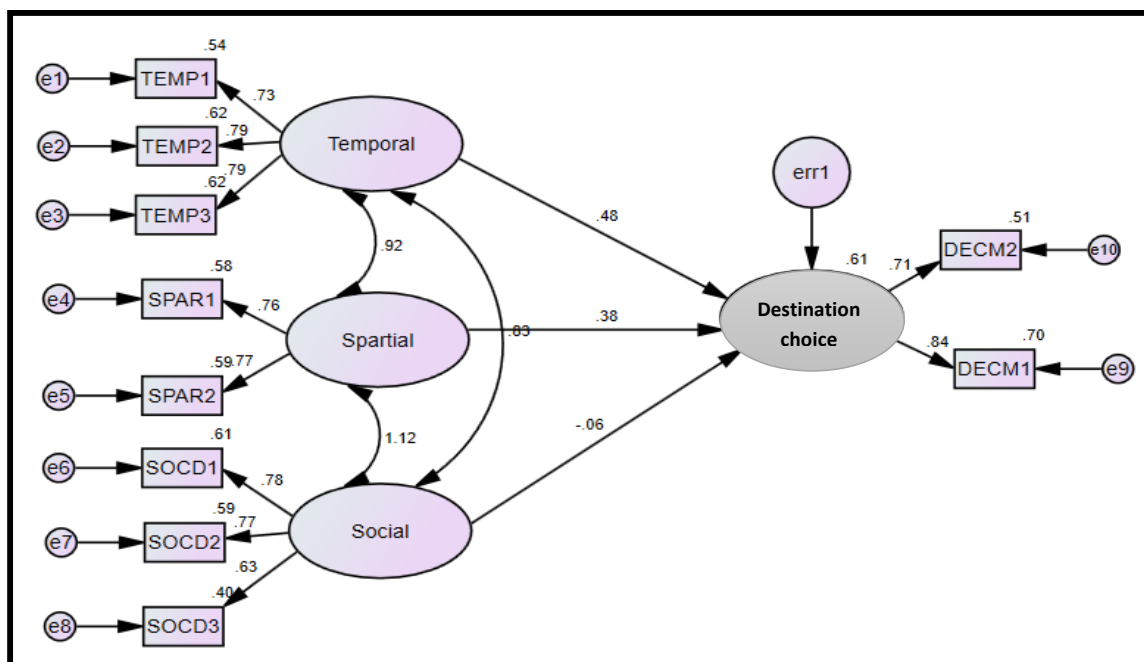 .54
e1
TEMP1
.73
.62
e2
TEMP2
.79
Temporal
.62
.79
e3
TEMP3
err1
.48
.92
.51
DECM2
e10
.61
.71
.58
e4
SPAR1
.76
Spartial
.83
.38
Destination
choice
.59
.77
e5
SPAR2
.84
.70
DECM1
e9
1.12
-.06
.61
e6
SOCD1
.78
.59
.77
e7
SOCD2
Social
.63
.40
e8
SOCD3